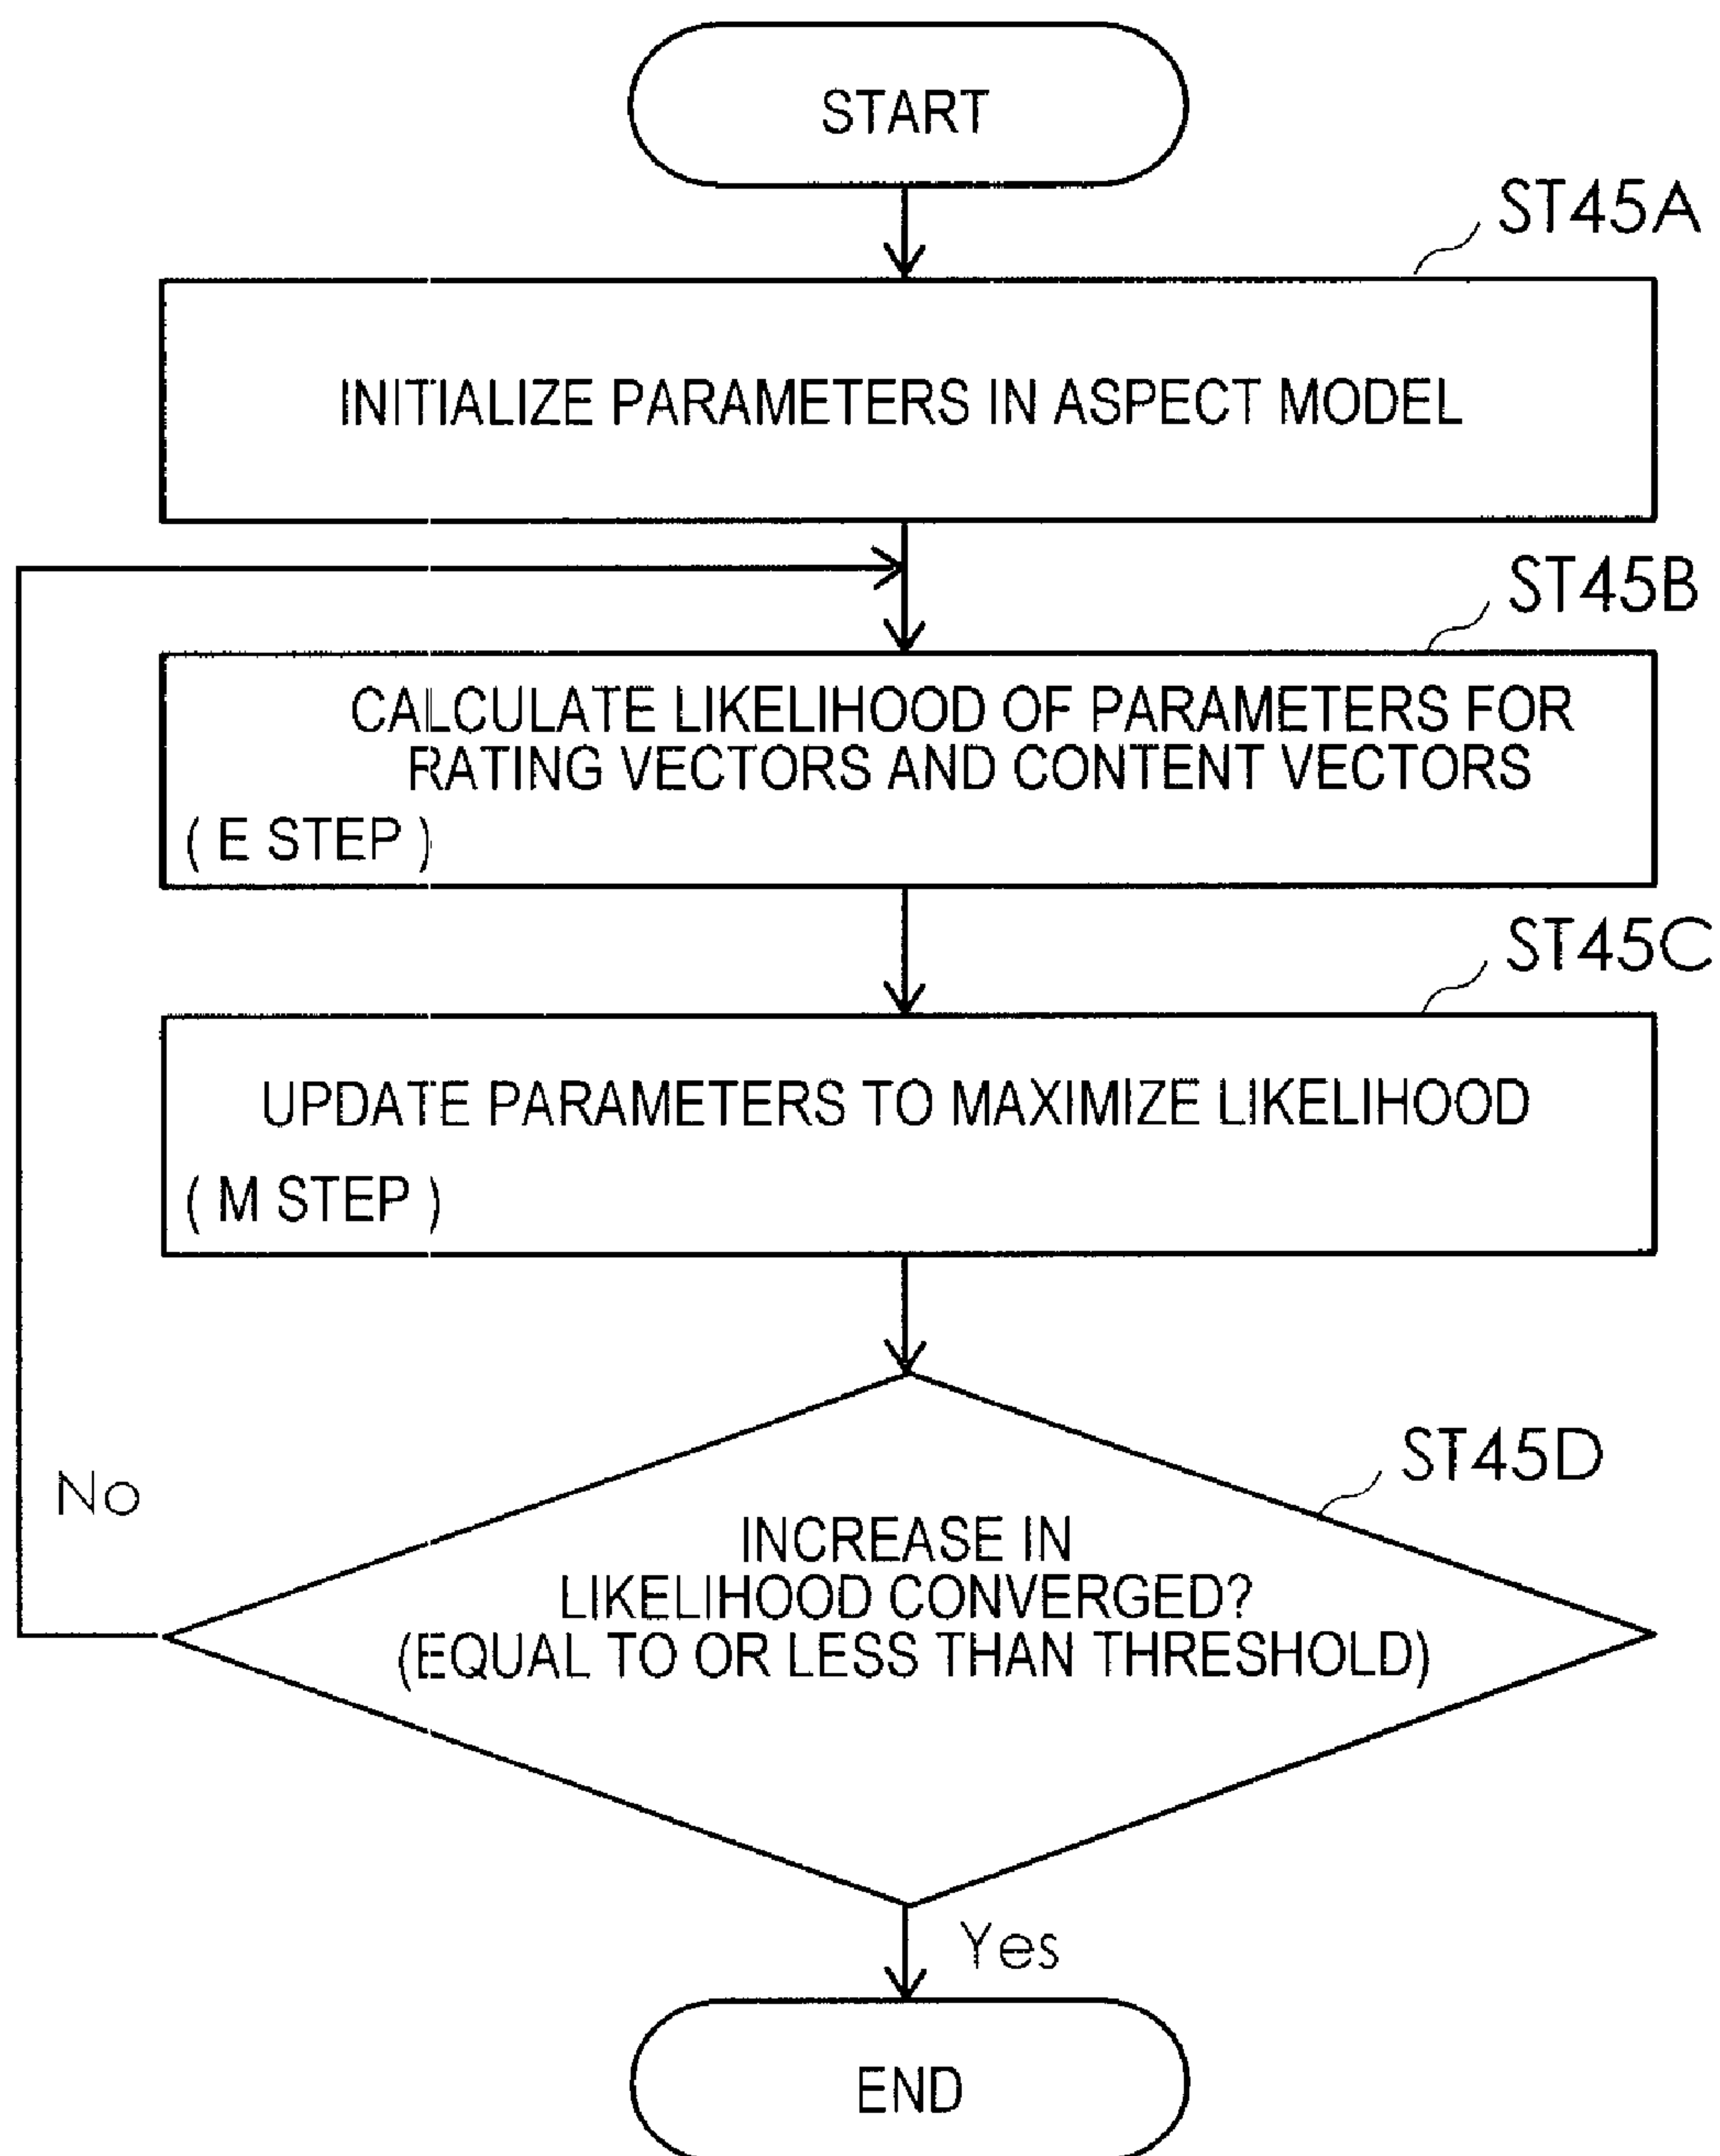 START
ST45A
INITIALIZE PARAMETERS IN ASPECT MODEL
ST45B
CALCULATE LIKELIHOOD OF PARAMETERS FOR
RATING VECTORS AND CONTENT VECTORS
( E STEP )
ST45C
UPDATE PARAMETERS TO MAXIMIZE LIKELIHOOD
( M STEP )
ST45D
No
INCREASE IN
LIKELIHOOD CONVERGED?
(EQUAL TO OR LESS THAN THRESHOLD)
Yes
END